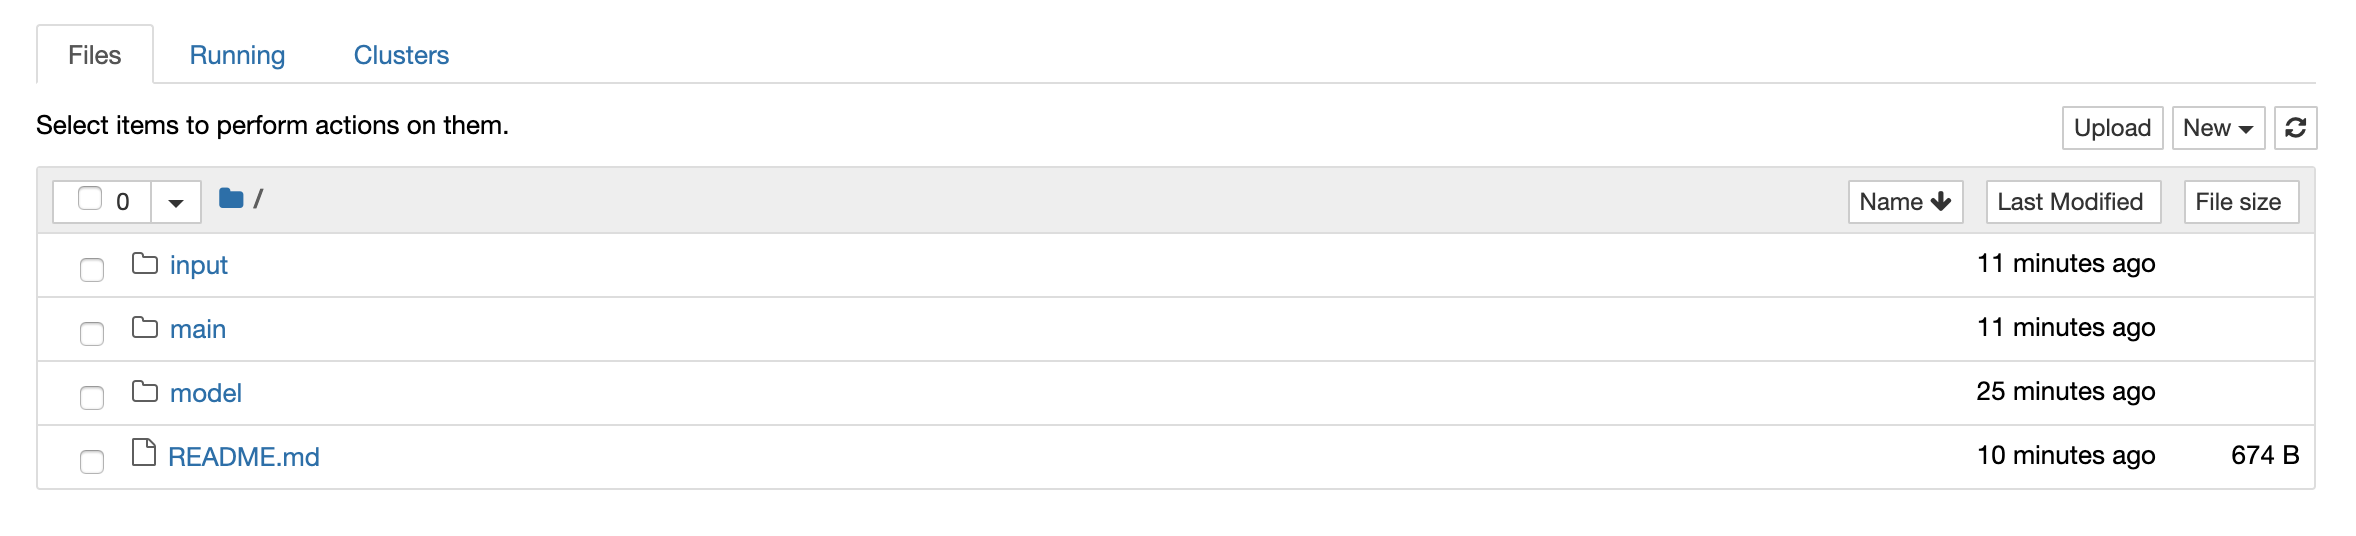 Files Running Clusters
Select items to perform actions on them. Upload New
0 / Name Last Modified File size
input 11 minutes ago
main 11 minutes ago
model 25 minutes ago
README.md 10 minutes ago 674 B